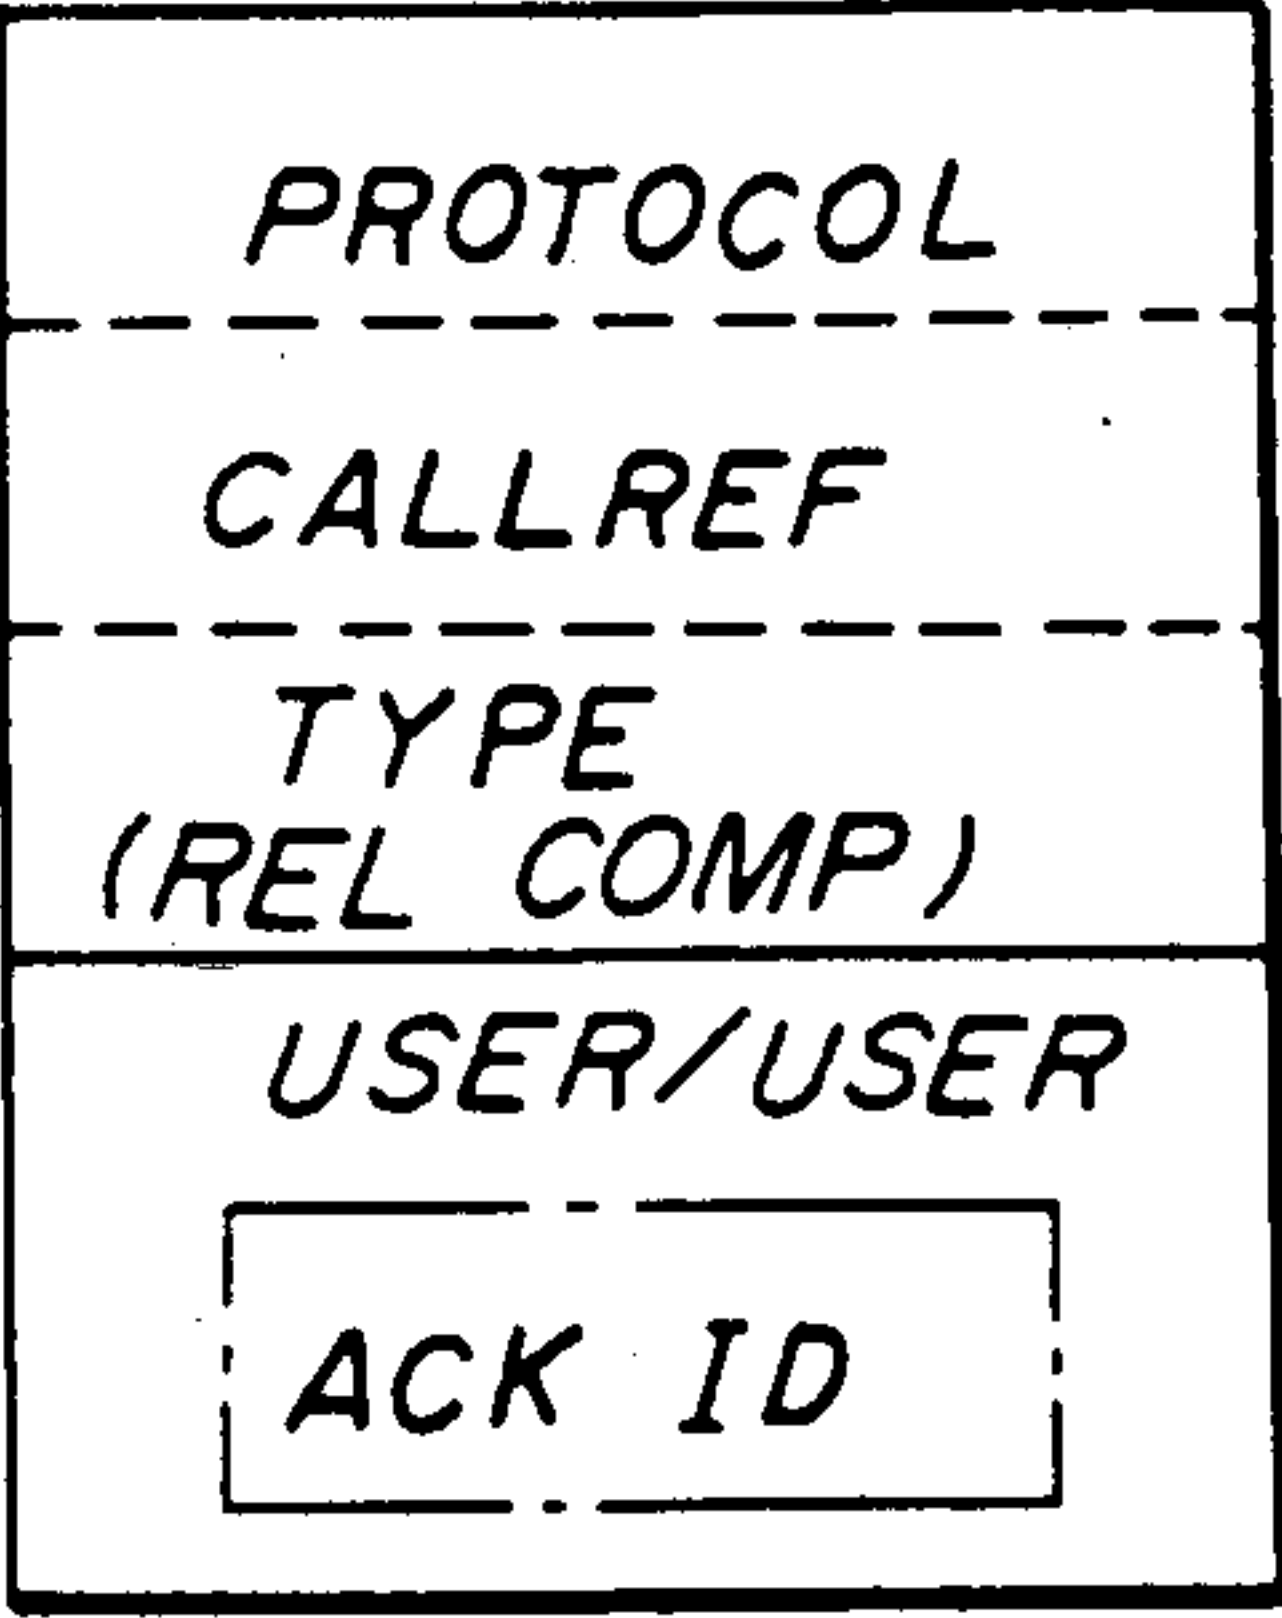 PROTOCOL
CALLREF
TYPE
(REL COMP)
USER/USER
ACK ID